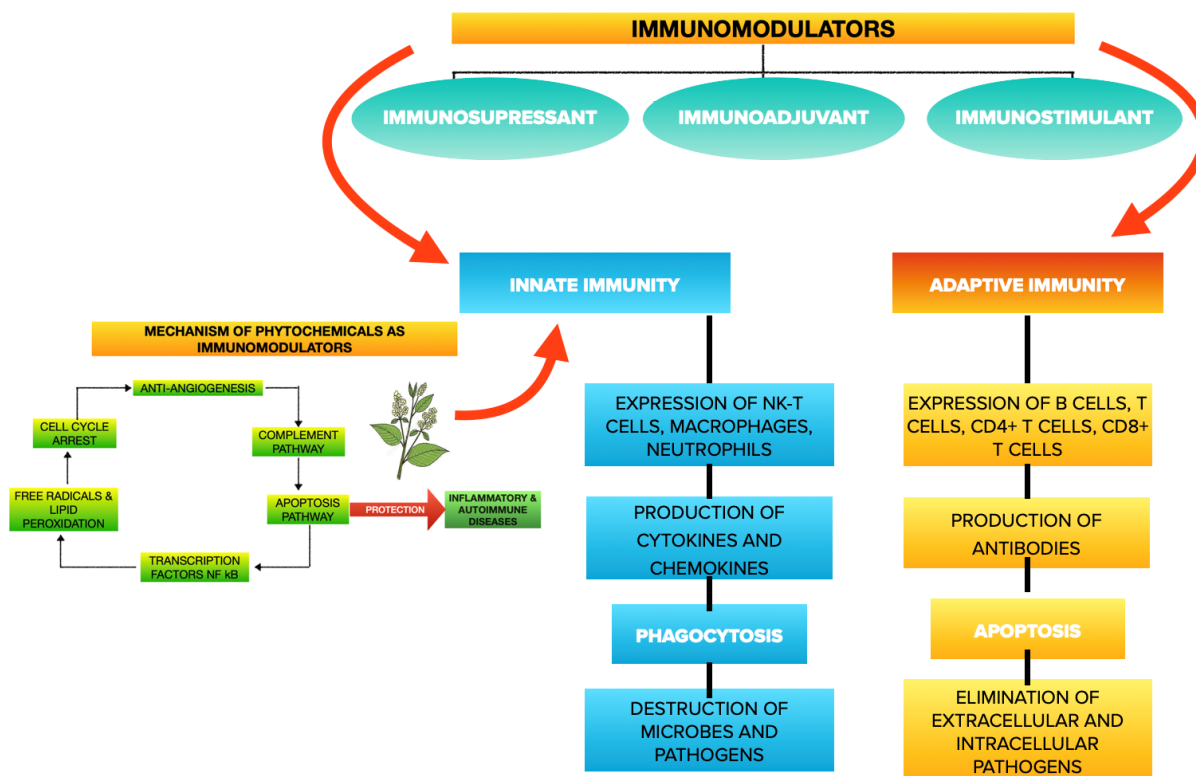 IMMUNOMODULATORS
IMMUNOSUPRESSANT
IMMUNOADJUVANT
IMMUNOSTIMULANT
INNATE IMMUNITY
ADAPTIVE IMMUNITY
MECHANISM OF PHYTOCHEMICALS AS
IMMUNOMODULATORS
ANTI-ANGIOGENESIS
CELL CYCLE
ARREST
COMPLEMENT
PATHWAY
FREE RADICALS &
LIPID
PEROXIDATION
APOPTOSIS
PATHWAY
PROTECTION
INFLAMMATORY &
AUTOIMMUNE
DISEASES
TRANSCRIPTION
FACTORS NF kB
EXPRESSION OF NK-T
CELLS, MACROPHAGES,
NEUTROPHILS
PRODUCTION OF
CYTOKINES AND
CHEMOKINES
PHAGOCYTOSIS
DESTRUCTION OF
MICROBES AND
PATHOGENS
EXPRESSION OF B CELLS, T
CELLS, CD4+ T CELLS, CD8+
T CELLS
PRODUCTION OF
ANTIBODIES
APOPTOSIS
ELIMINATION OF
EXTRACELLULAR AND
INTRACELLULAR
PATHOGENS